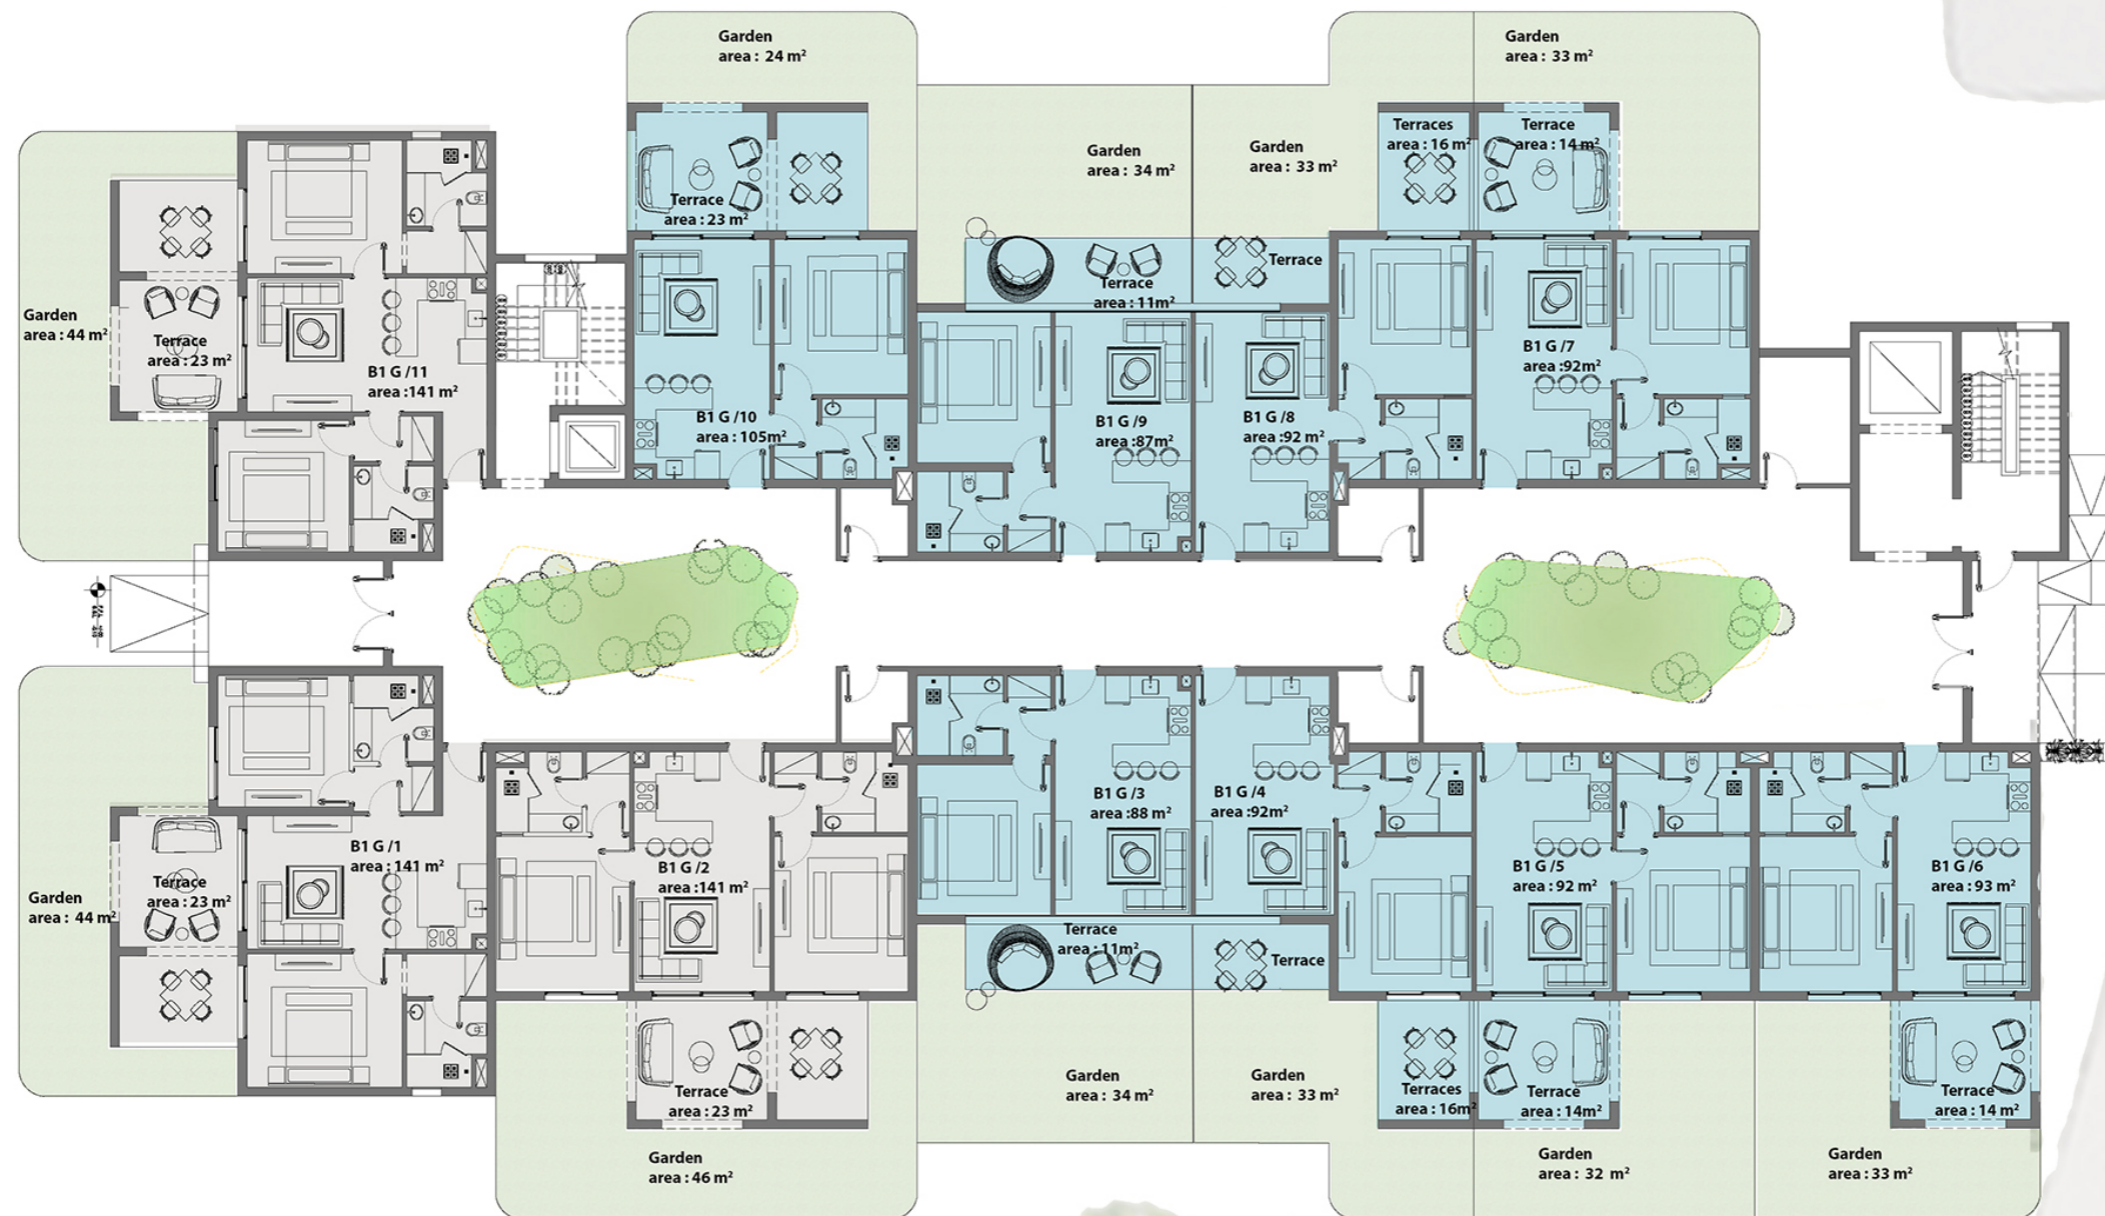 Garden
area : 24 m²
Garden
area : 33 m²
Garden
area : 34 m²
Garden
area : 33 m²
Terraces
area : 16 m²
Terrace
area : 14 m²
Terrace
area : 23 m²
Terrace
area : 11m²
Terrace
Garden
area : 44 m²
Terrace
area : 23 m²
B1 G /11
area :141 m²
B1 G /10
area : 105m²
B1 G /9
area :87m²
B1 G /8
area :92 m²
B1 G /7
area :92m²
B1 G /1
area : 141 m²
B1 G /2
area :141 m²
B1 G /3
area :88 m²
B1 G /4
area :92m²
B1 G /5
area : 92 m²
B1 G /6
area : 93 m²
Garden
area : 44 m²
Terrace
area : 23 m²
Terrace
area : 11m²
Terrace
Terrace
area : 23 m²
Terraces
area : 16m²
Terrace
area : 14m²
Terrace
area : 14 m²
Garden
area : 34 m²
Garden
area : 33 m²
Garden
area : 46 m²
Garden
area : 32 m²
Garden
area : 33 m²